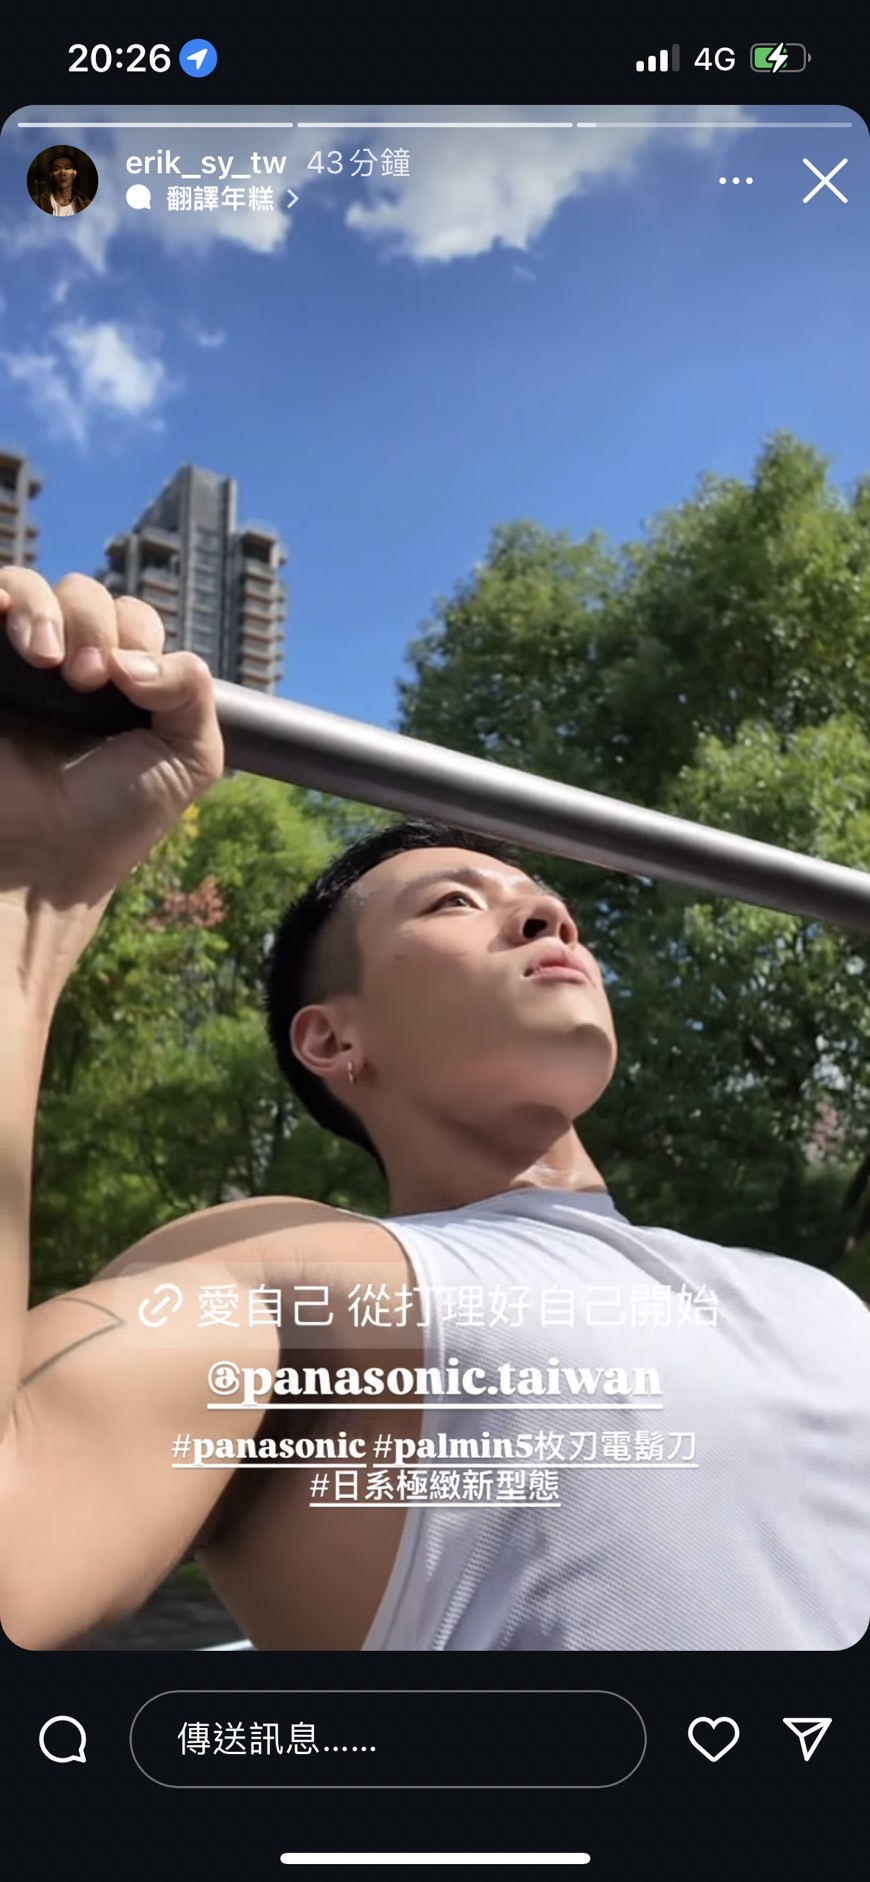 20:26
4G
erik_sy_tw 43分鐘
翻譯年糕
愛自己 從打理好自己開始
@panasonic.taiwan
#panasonic #palmin5枚刃電鬍刀
#日系極緻新型態
傳送訊息......